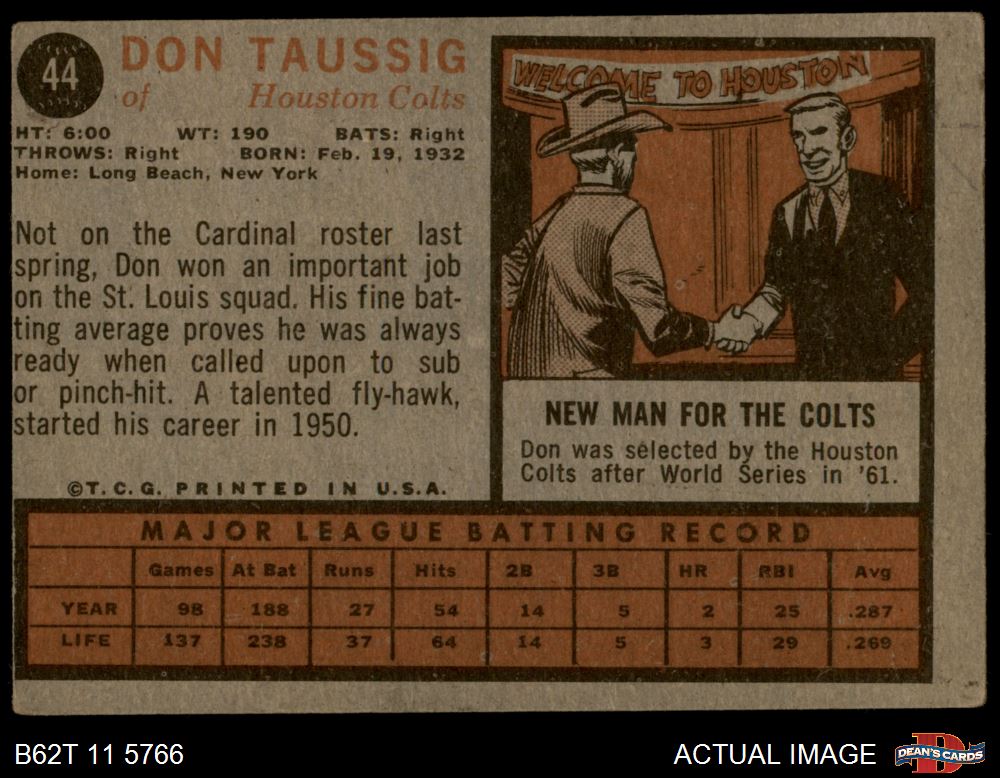 44
DON TAUSSIG
of Houston Colts
HT: 6:00 WT: 190 BATS: Right
THROWS: Right BORN: Feb. 19, 1932
Home: Long Beach, New York
Not on the Cardinal roster last
spring, Don won an important job
on the St. Louis squad. His fine bat-
ting average proves he was always
ready when called upon to sub
or pinch-hit. A talented fly-hawk,
started his career in 1950.
©T.C.G. PRINTED IN U.S.A.
WELCOME TO HOUSTON
NEW MAN FOR THE COLTS
Don was selected by the Houston
Colts after World Series in '61.
MAJOR LEAGUE BATTING RECORD
Games At Bat Runs Hits 2B 3B HR RBI Avg
YEAR 98 188 27 54 14 5 2 25 .287
LIFE 137 238 37 64 14 5 3 29 .269
B62T 11 5766
ACTUAL IMAGE
DEAN'S CARDS